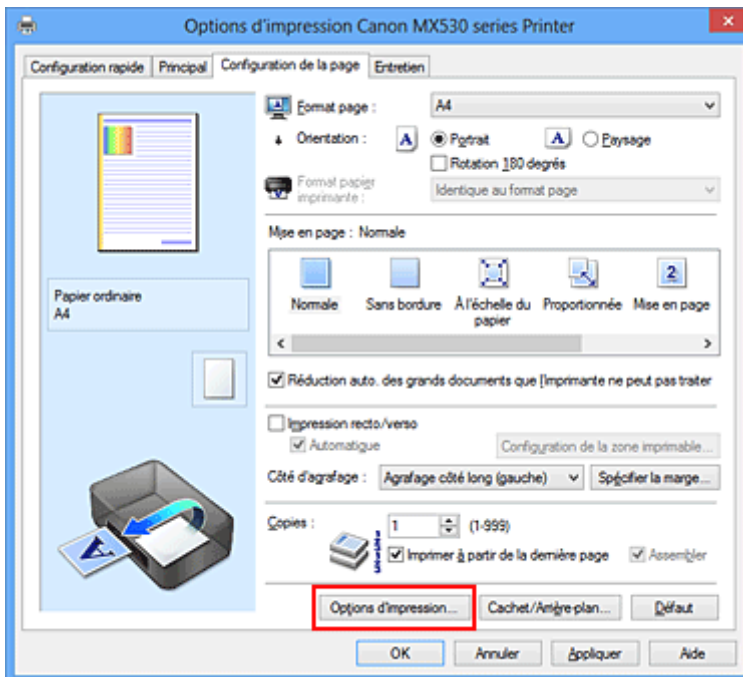 Options d'impression Canon MX530 series Printer
Configuration rapide Principal Configuration de la page Entretien
Format page : A4
Orientation : A Portrait A Paysage
Rotation 180 degrés
Format papier imprimante : Identique au format page
Mise en page : Normale
2
Normale Sans bordure À l'échelle du papier Proportionnée Mise en page
Papier ordinaire
A4
Réduction auto. des grands documents que l'imprimante ne peut pas traiter
Impression recto/verso
Automatique Configuration de la zone imprimable...
Côté d'agrafage : Agrafage côté long (gauche) Spécifier la marge...
Copies : 1 (1-999)
Imprimer à partir de la dernière page Assembler
A
Options d'impression... Cachet/Arrière-plan... Défaut
OK Annuler Appliquer Aide